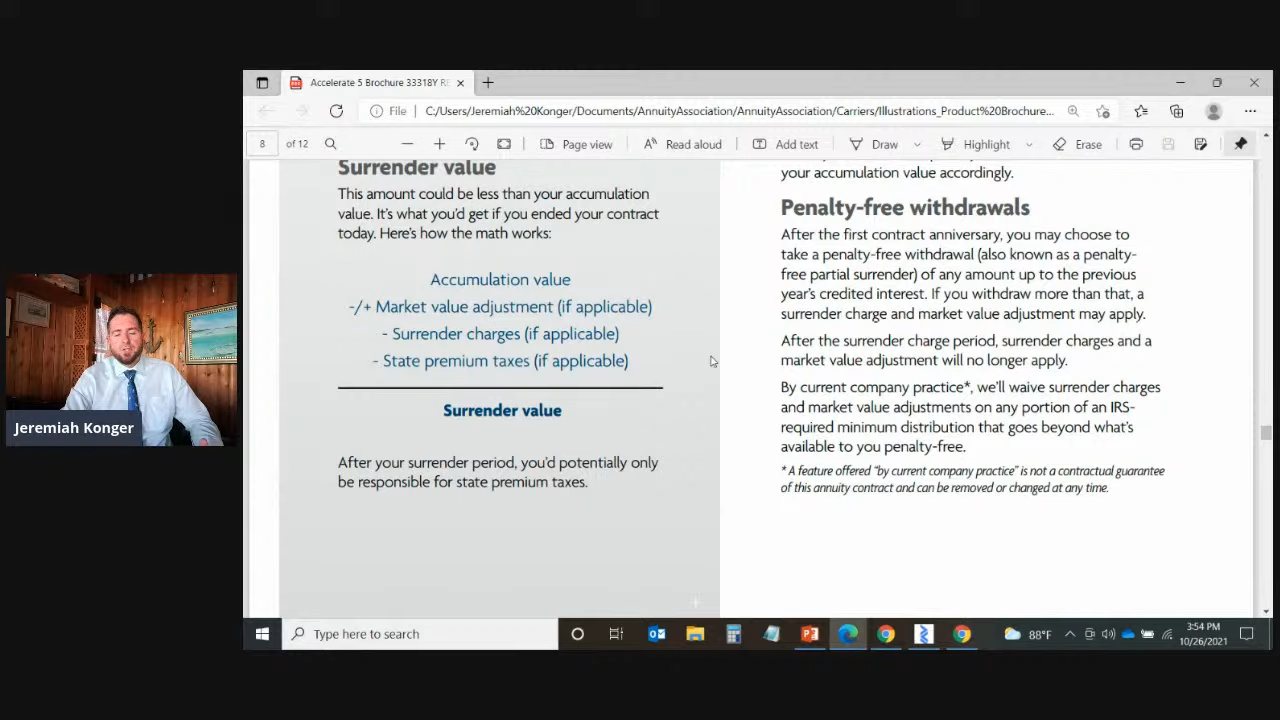 Accelerate 5 Brochure 33318Y RE
File
C:/Users/Jeremiah%20Konger/Documents/AnnuityAssociation/AnnuityAssociation/Carriers/Illustrations_Product%20Brochure...
8 of 12
Page view
Read aloud
Add text
Draw
Highlight
Erase
Surrender value
This amount could be less than your accumulation
value. It's what you'd get if you ended your contract
today. Here's how the math works:
Accumulation value
-/+ Market value adjustment (if applicable)
- Surrender charges (if applicable)
- State premium taxes (if applicable)
Surrender value
After your surrender period, you'd potentially only
be responsible for state premium taxes.
your accumulation value accordingly.
Penalty-free withdrawals
After the first contract anniversary, you may choose to
take a penalty-free withdrawal (also known as a penalty-
free partial surrender) of any amount up to the previous
year's credited interest. If you withdraw more than that, a
surrender charge and market value adjustment may apply.
After the surrender charge period, surrender charges and a
market value adjustment will no longer apply.
By current company practice*, we'll waive surrender charges
and market value adjustments on any portion of an IRS-
required minimum distribution that goes beyond what's
available to you penalty-free.
* A feature offered "by current company practice" is not a contractual guarantee
of this annuity contract and can be removed or changed at any time.
Jeremiah Konger
Type here to search
88°F
3:54 PM
10/26/2021